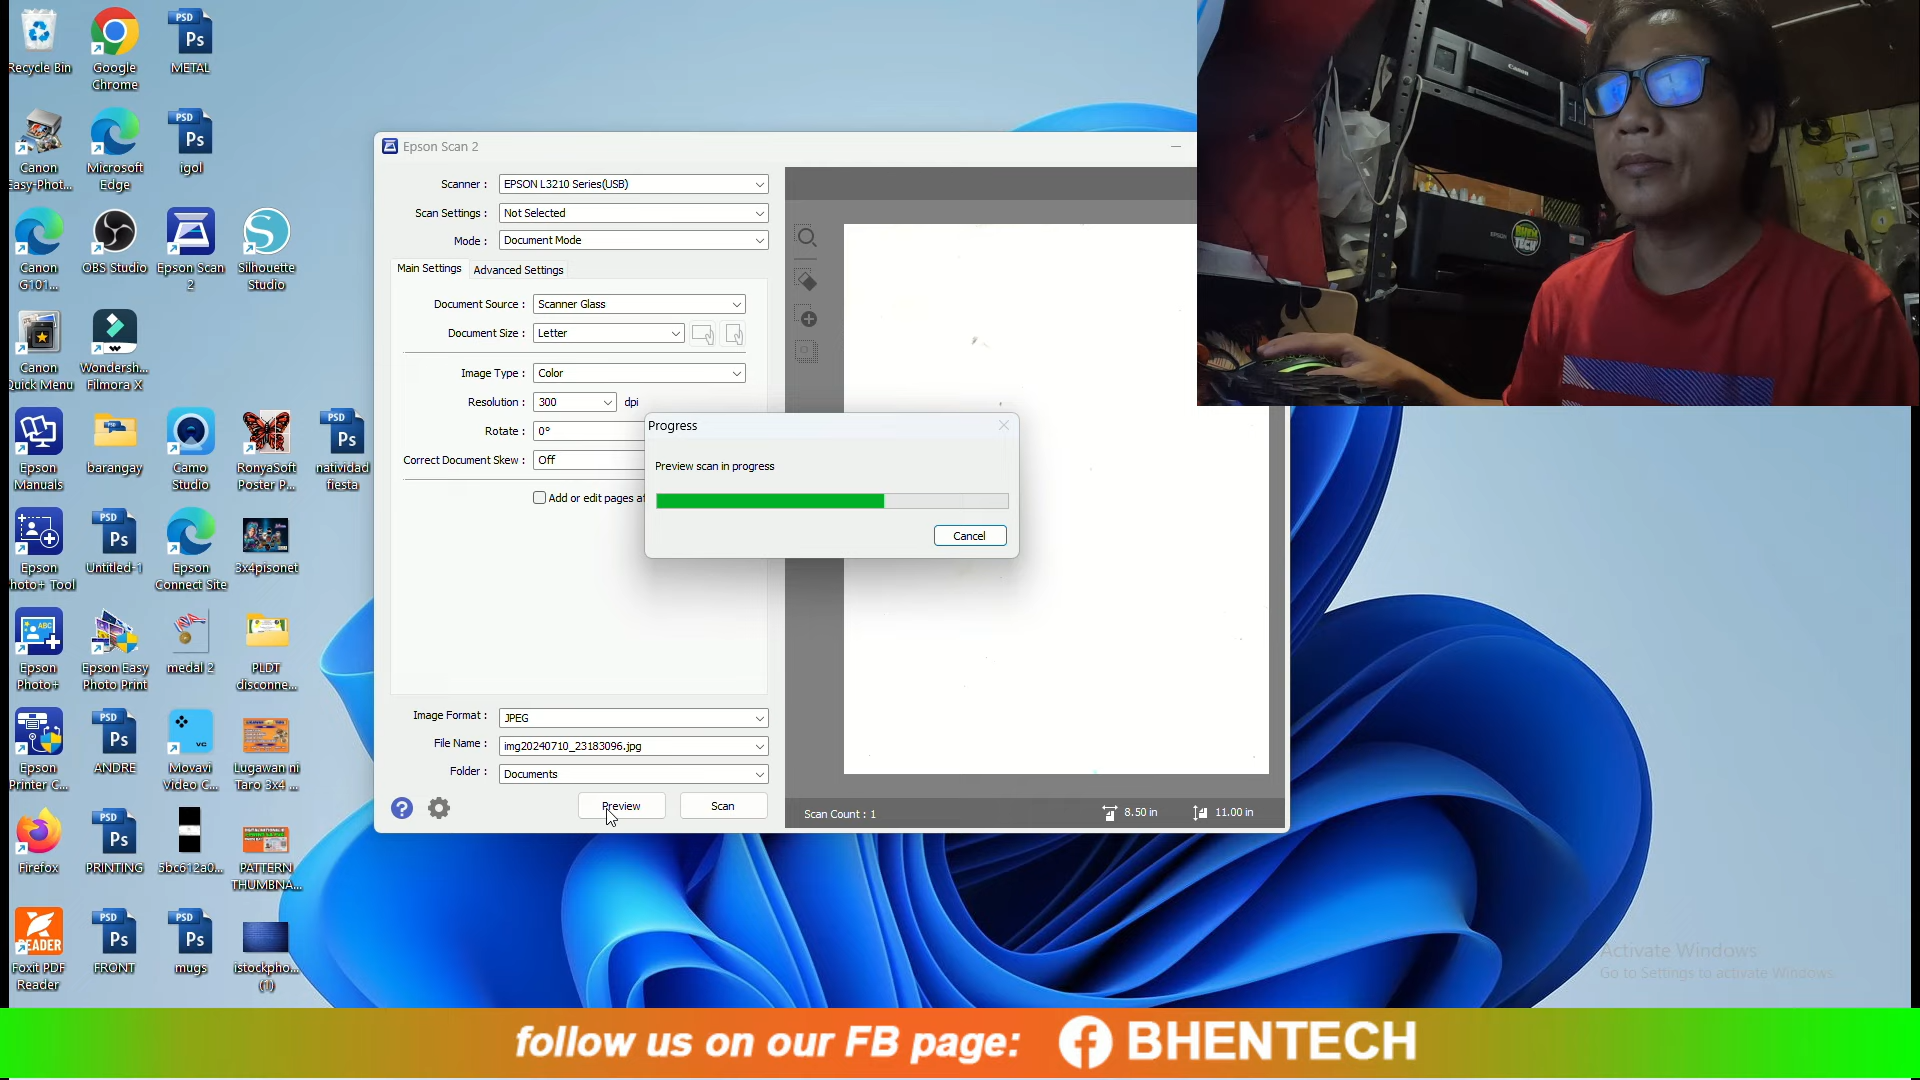 Recycle Bin
Google
Chrome
PSD
Ps
METAL
Canon
Easy-Phot...
Microsoft
Edge
PSD
Ps
igol
Canon
G101...
OBS Studio
Epson Scan
2
Silhouette
Studio
Canon
Quick Menu
Wondersh...
Filmora X
Epson
Manuals
PSD
barangay
Camo
Studio
RonyaSoft
Poster P...
PSD
Ps
natividad
fiesta
Epson
Photo+ Tool
PSD
Ps
Untitled-1
Epson
Connect Site
3x4pisonet
ABC
Epson
Photo+
Epson Easy
Photo Print
medal 2
PLDT
disconne...
Epson
Printer C...
PSD
Ps
ANDRE
vc
Movavi
Video C...
Lugawan ni
Taro 3x4
Firefox
PSD
Ps
PRINTING
5bc612a0...
PATTERN
THUMBNA...
READER
Foxit PDF
Reader
PSD
Ps
FRONT
PSD
Ps
mugs
istockpho...
(1)
Epson Scan 2
Scanner :
EPSON L3210 Series(USB)
Scan Settings :
Not Selected
Mode :
Document Mode
Main Settings
Advanced Settings
Document Source :
Scanner Glass
Document Size :
Letter
Image Type :
Color
Resolution :
300
dpi
Rotate :
0°
Correct Document Skew :
Off
Add or edit pages
Progress
Preview scan in progress
Cancel
Image Format :
JPEG
File Name :
img20240710_23183096.jpg
Folder :
Documents
?
Preview
Scan
Scan Count : 1
8.50 in
11.00 in
Canon
EPSON
BHEN
TECH
Activate Windows
Go to Settings to activate Windows.
follow us on our FB page:
BHENTECH